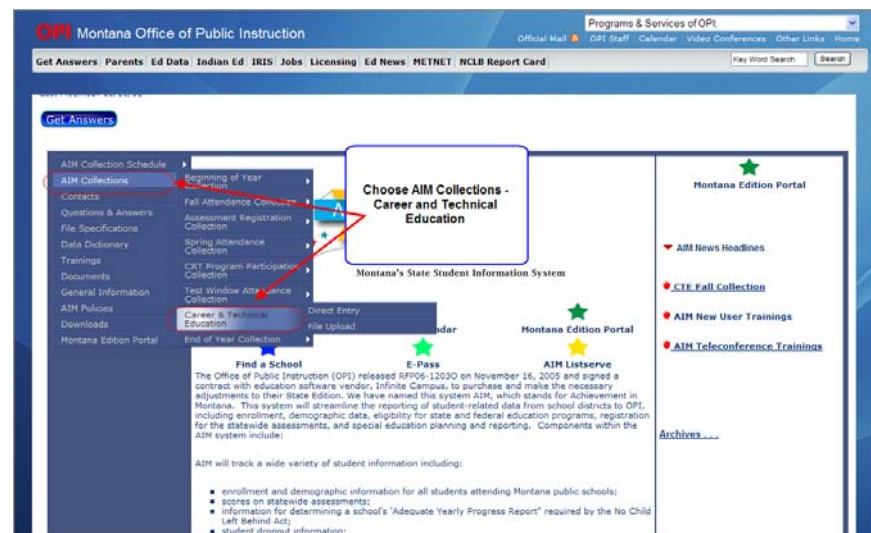 OPI Montana Office of Public Instruction
Programs & Services of OPI:
Official Mail OPI Staff Calendar Video Conferences Other Links Home
Get Answers Parents Ed Data Indian Ed IRIS Jobs Licensing Ed News METNET NCLB Report Card
Key Word Search Search
Get Answers
AIM Collection Schedule
AIM Collections
Contacts
Questions & Answers
File Specifications
Data Dictionary
Trainings
Documents
General Information
AIM Policies
Downloads
Montana Edition Portal
Beginning of Year
Collection
Fall Attendance Collection
Assessment Registration
Collection
Spring Attendance
Collection
CRT Program Participation
Collection
Test Window Attendance
Collection
Career & Technical
Education
End of Year Collection
Direct Entry
File Upload
Choose AIM Collections -
Career and Technical
Education
A
Montana's State Student Information System
Montana Edition Portal
Find a School
E-Pass
AIM Listserve
The Office of Public Instruction (OPI) released RFP06-1203O on November 16, 2005 and signed a
contract with education software vendor, Infinite Campus, to purchase and make the necessary
adjustments to their State Edition. We have named this system AIM, which stands for Achievement in
Montana. This system will streamline the reporting of student-related data from school districts to OPI,
including enrollment, demographic data, eligibility for state and federal education programs, registration
for the statewide assessments, and special education planning and reporting. Components within the
AIM system include:
AIM will track a wide variety of student information including:
enrollment and demographic information for all students attending Montana public schools;
scores on statewide assessments;
information for determining a school's 'Adequate Yearly Progress Report" required by the No Child
Left Behind Act;
student dropout information;
Montana Edition Portal
AIM News Headlines
CTE Fall Collection
AIM New User Trainings
AIM Teleconference Trainings
Archives . . .